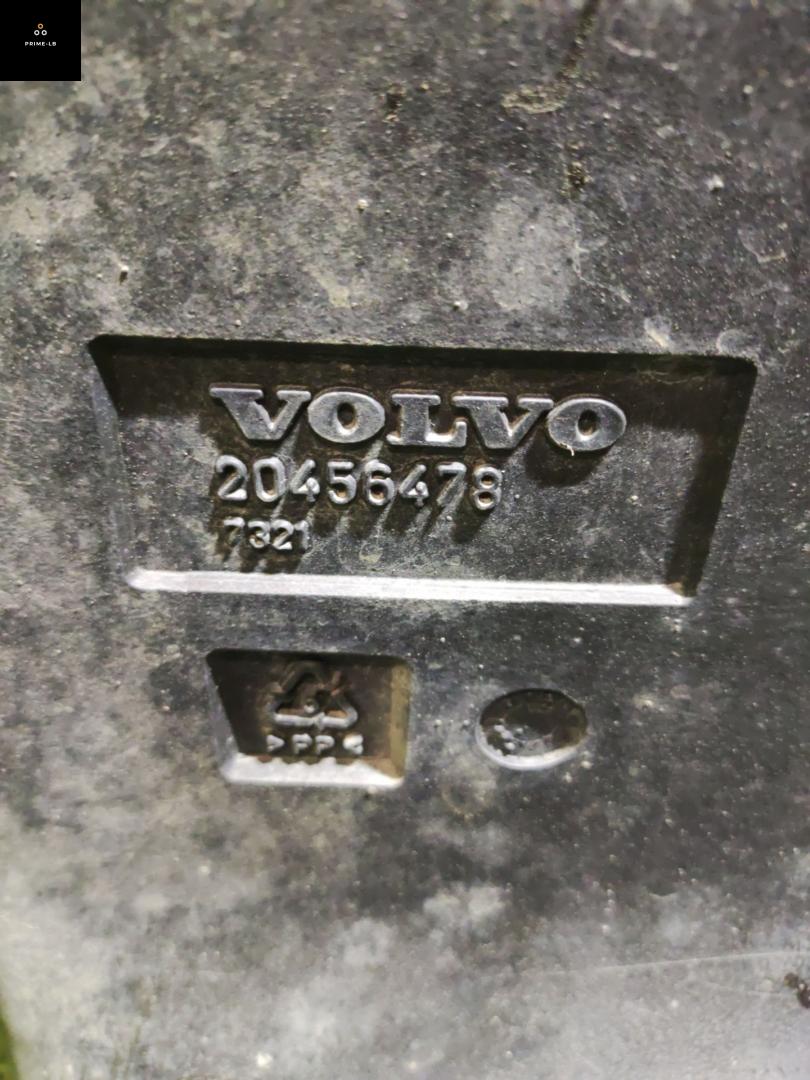 PRIME-LB
VOLVO
20456478
7321
>PP<